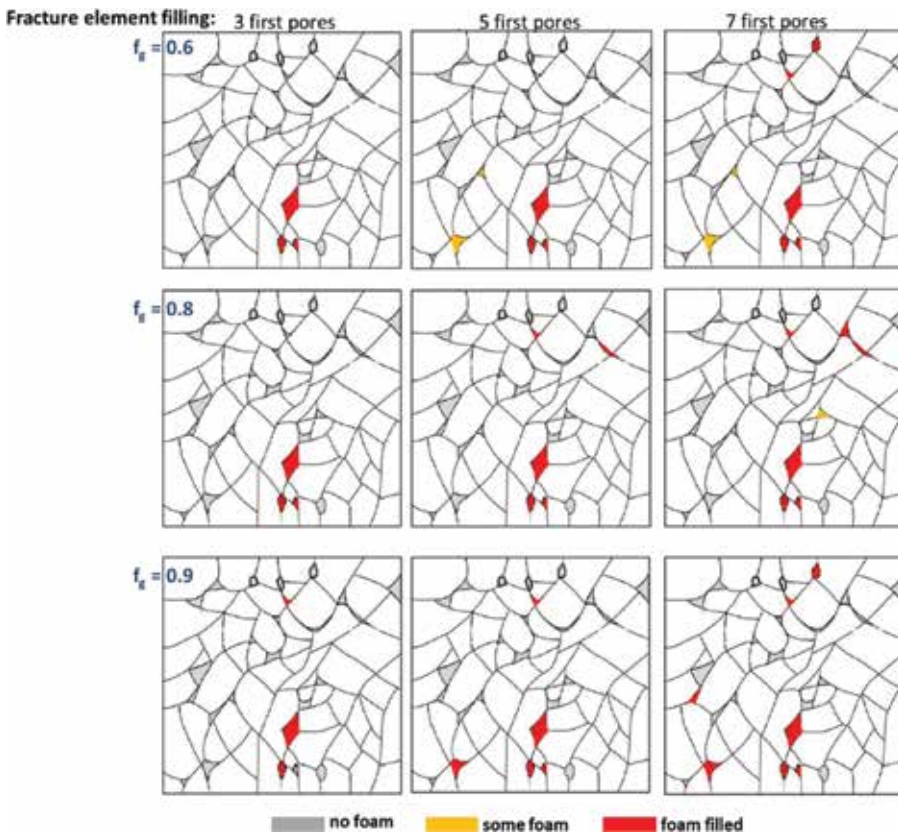 Fracture element filling: 3 first pores 5 first pores 7 first pores
fg = 0.6
fg = 0.8
fg = 0.9
no foam some foam foam filled